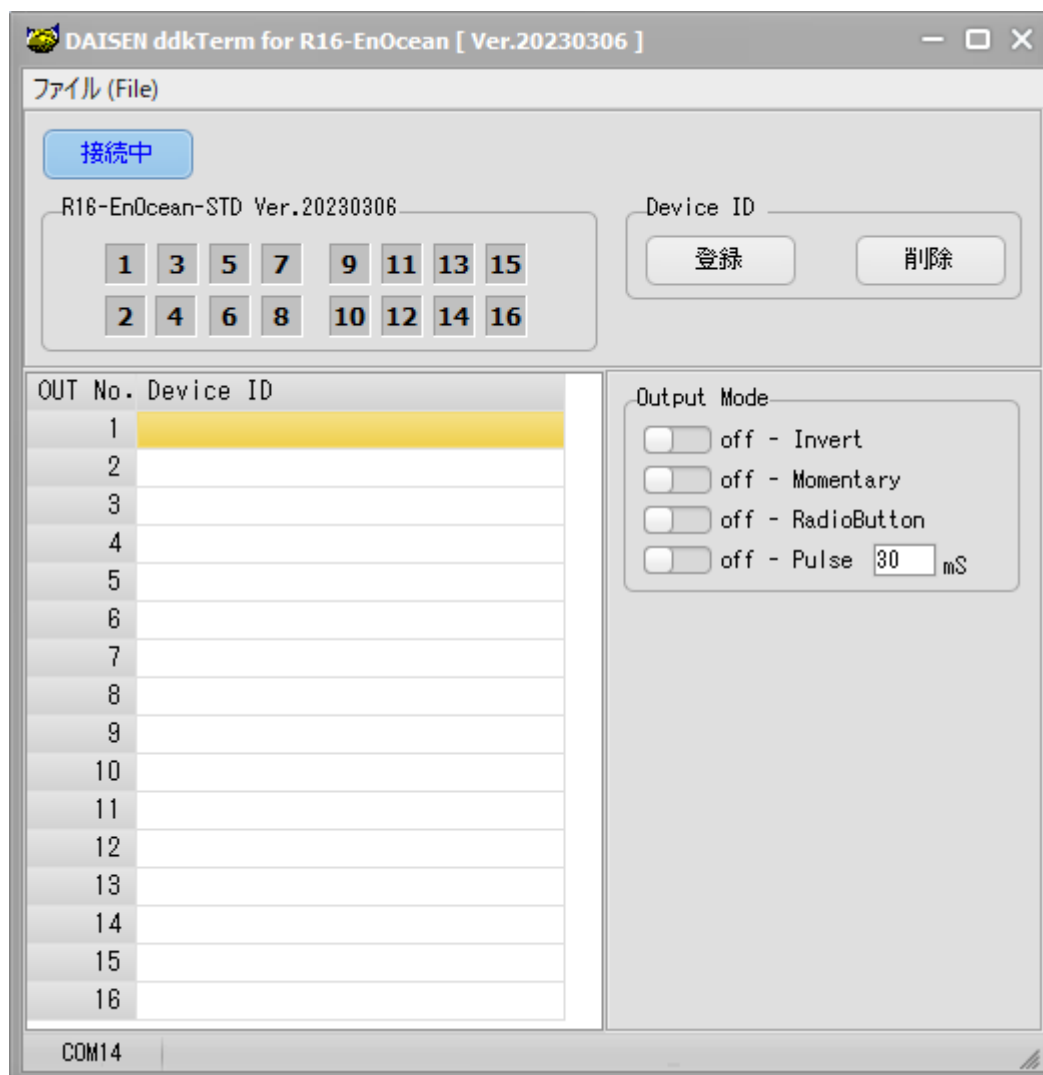 DAISEN ddkTerm for R16-EnOcean [ Ver.20230306 ]
ファイル (File)
接続中
R16-EnOcean-STD Ver.20230306
1 3 5 7 9 11 13 15
2 4 6 8 10 12 14 16
Device ID
登録 削除
OUT No. Device ID
1
2
3
4
5
6
7
8
9
10
11
12
13
14
15
16
Output Mode
off - Invert
off - Momentary
off - RadioButton
off - Pulse 30 mS
COM14